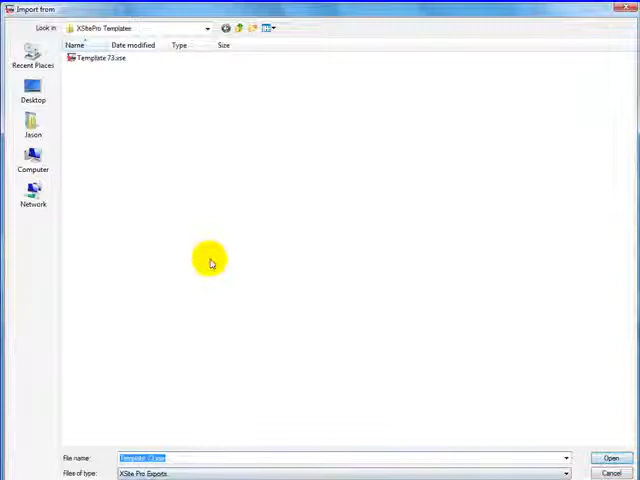 Import from
Look in:
XSitePro Templates
Name
Date modified
Type
Size
Template 73.xse
Recent Places
Desktop
Jason
Computer
Network
File name:
Template 73.xse
Open
Files of type:
XSite Pro Exports
Cancel